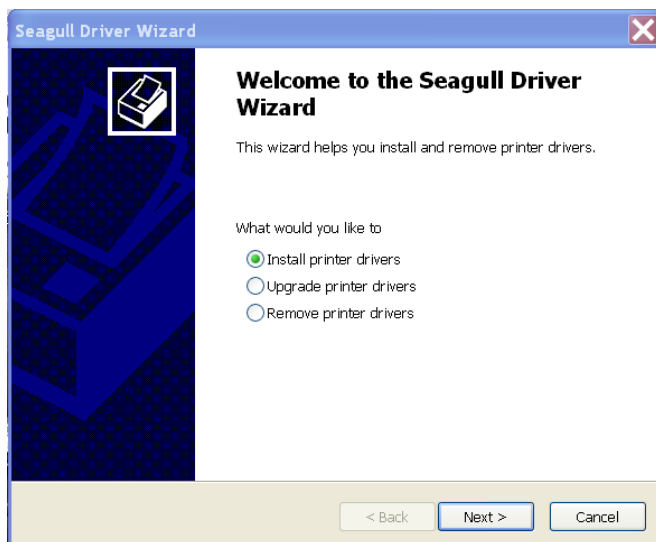 Seagull Driver Wizard
Welcome to the Seagull Driver
Wizard
This wizard helps you install and remove printer drivers.
What would you like to
Install printer drivers
Upgrade printer drivers
Remove printer drivers
< Back Next > Cancel